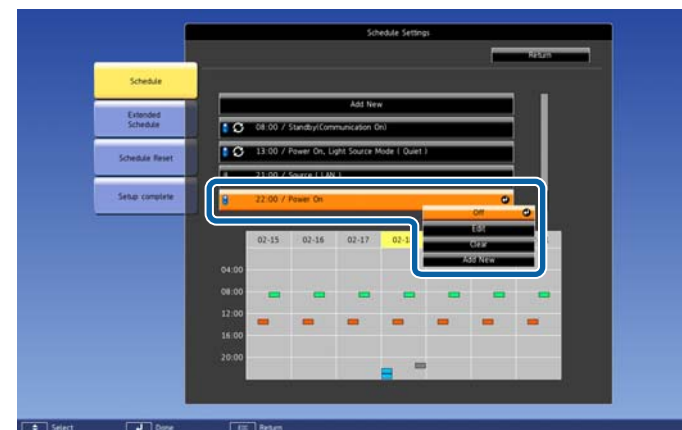 Schedule Settings
Return
Schedule
Extended
Schedule
Schedule Reset
Setup complete
Add New
08:00 / Standby(Communication On)
13:00 / Power On, Light Source Mode ( Quiet )
21:00 / Source ( LAN )
22:00 / Power On
Off
Edit
Clear
Add New
02-15 02-16 02-17
04:00
08:00
12:00
16:00
20:00
Select Done Esc Return